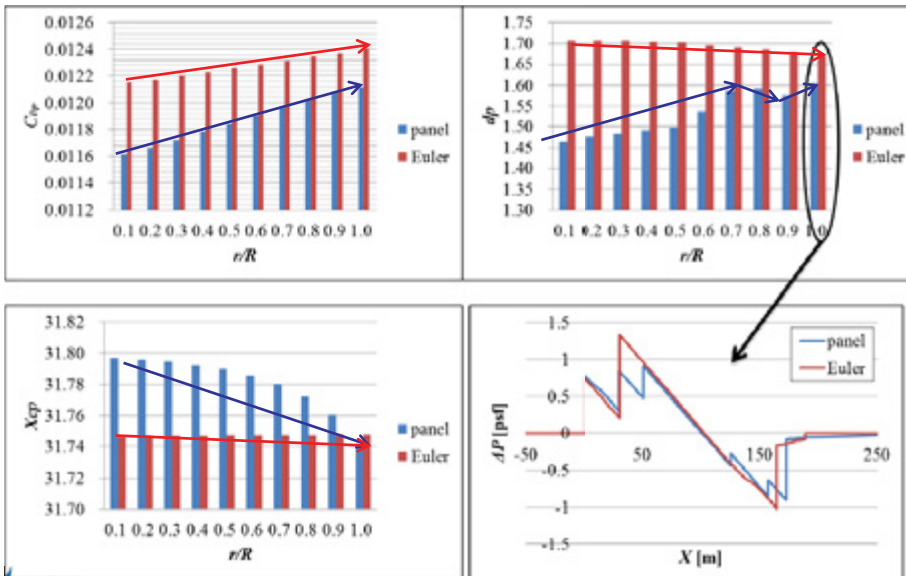 0.0126
0.0124
0.0122
0.0120
0.0118
0.0116
0.0114
0.0112
0.1 0.2 0.3 0.4 0.5 0.6 0.7 0.8 0.9 1.0
r/R
panel
Euler
dp
1.75
1.70
1.65
1.60
1.55
1.50
1.45
1.40
1.35
1.30
0.1 0.2 0.3 0.4 0.5 0.6 0.7 0.8 0.9 1.0
r/R
panel
Euler
Xcp
31.82
31.80
31.78
31.76
31.74
31.72
31.70
0.1 0.2 0.3 0.4 0.5 0.6 0.7 0.8 0.9 1.0
r/R
panel
Euler
ΔP [psf]
1.5
1
0.5
0
-0.5
-1
-1.5
-50 50 150 250
X [m]
panel
Euler